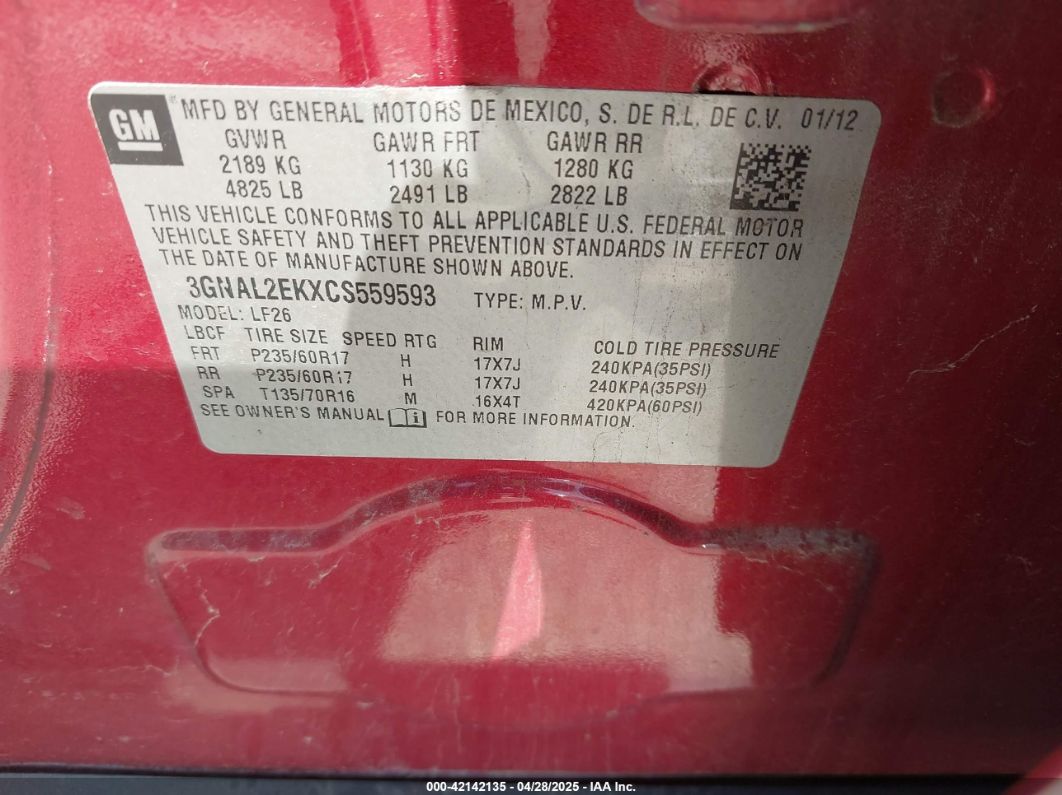 GM
MFD BY GENERAL MOTORS DE MEXICO, S. DE R.L. DE C.V. 01/12
GVWR GAWR FRT GAWR RR
2189 KG 1130 KG 1280 KG
4825 LB 2491 LB 2822 LB
THIS VEHICLE CONFORMS TO ALL APPLICABLE U.S. FEDERAL MOTOR
VEHICLE SAFETY AND THEFT PREVENTION STANDARDS IN EFFECT ON
THE DATE OF MANUFACTURE SHOWN ABOVE.
3GNAL2EKXCS559593 TYPE: M.P.V.
MODEL: LF26
LBCF TIRE SIZE SPEED RTG RIM COLD TIRE PRESSURE
FRT P235/60R17 H 17X7J 240KPA(35PSI)
RR P235/60R17 H 17X7J 240KPA(35PSI)
SPA T135/70R16 M 16X4T 420KPA(60PSI)
SEE OWNER'S MANUAL i FOR MORE INFORMATION.
000-42142135 - 04/28/2025 - IAA Inc.